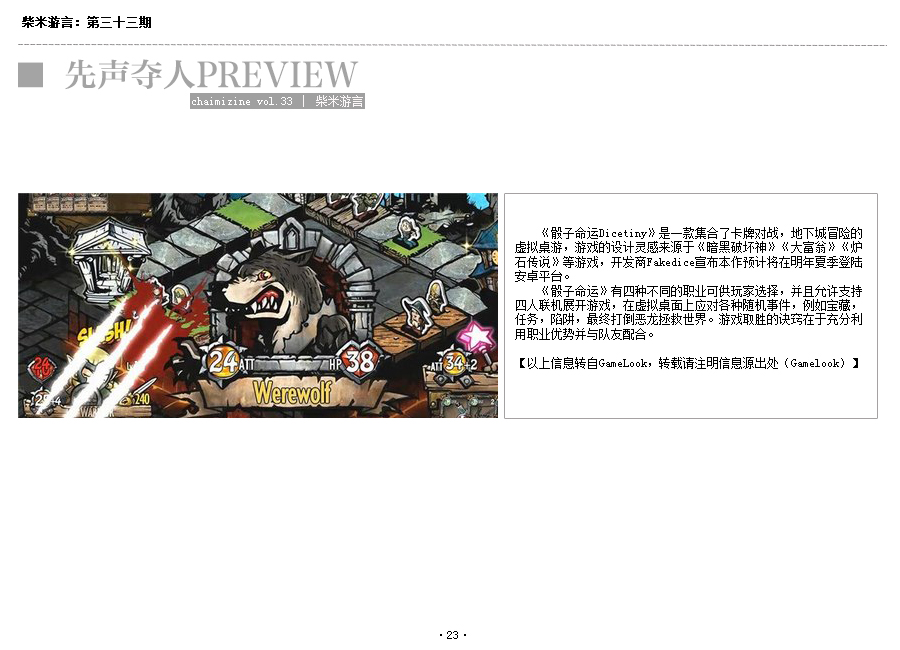 柴米游言：第三十三期
先声夺人PREVIEW
chaimizine vol.33 | 柴米游言
SLASH!
24 ATT
HP 38
Werewolf
ATT 34+2
240
《骰子命运Dicetiny》是一款集合了卡牌对战，地下城冒险的
虚拟桌游，游戏的设计灵感来源于《暗黑破坏神》《大富翁》《炉
石传说》等游戏，开发商Fakedice宣布本作预计将在明年夏季登陆
安卓平台。
《骰子命运》有四种不同的职业可供玩家选择，并且允许支持
四人联机展开游戏，在虚拟桌面上应对各种随机事件，例如宝藏，
任务，陷阱，最终打倒恶龙拯救世界。游戏取胜的诀窍在于充分利
用职业优势并与队友配合。
【以上信息转自GameLook，转载请注明信息源出处（Gamelook）】
·23·